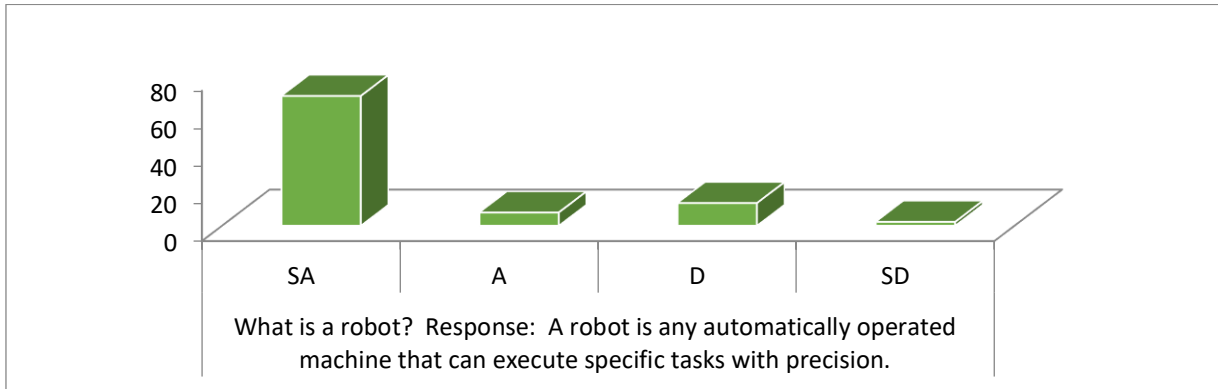 80
60
40
20
0
SA A D SD
What is a robot? Response: A robot is any automatically operated
machine that can execute specific tasks with precision.